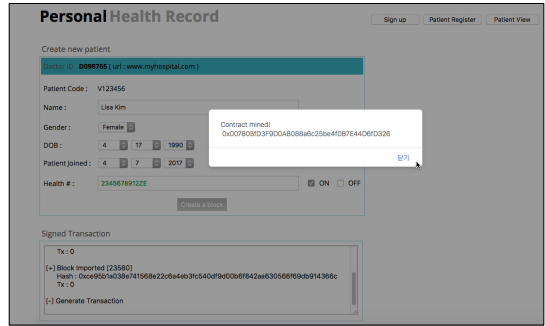 Personal Health Record
Sign up Patient Register Patient View
Create new patient
Doctor ID D098765 ( url : www.myhospital.com )
Patient Code : V123456
Name : Lisa Kim
Gender : Female
DOB : 4 17 1990
Patient Joined : 4 7 2017
Health # : 2345678912ZE ON OFF
Create a block
Contract mined!
0x007B05fD3F9D0A8088a6c25be4f0B7E44D6fD326
닫기
Signed Transaction
Tx : 0
[+] Block Imported [23580]
Hash : 0xce95b1a038e741568e22c6a4eb3fc540df9d00b6f842aa630566f69db914366c
Tx : 0
[-] Generate Transaction